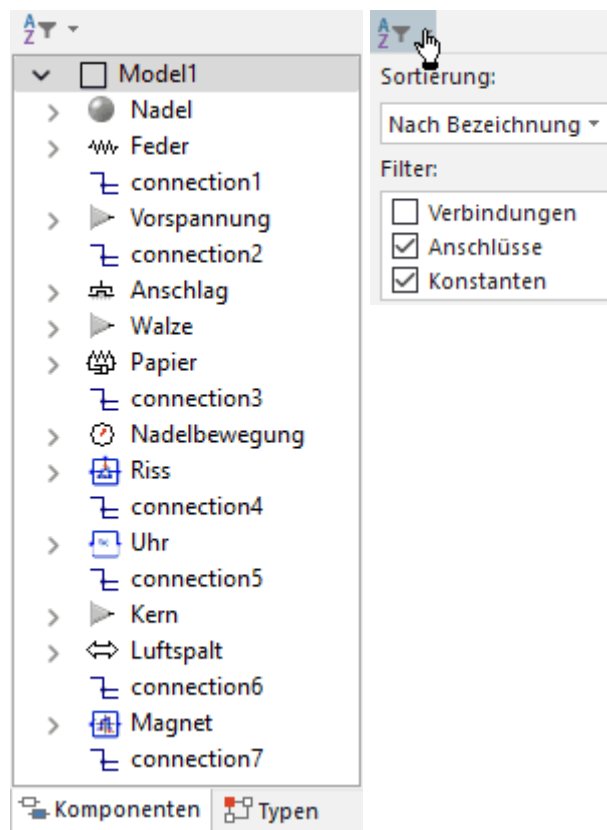 Model1
Nadel
Feder
connection1
Vorspannung
connection2
Anschlag
Walze
Papier
connection3
Nadelbewegung
Riss
connection4
Uhr
connection5
Kern
Luftspalt
connection6
Magnet
connection7
Komponenten
Typen
Sortierung:
Nach Bezeichnung
Filter:
Verbindungen
Anschlüsse
Konstanten